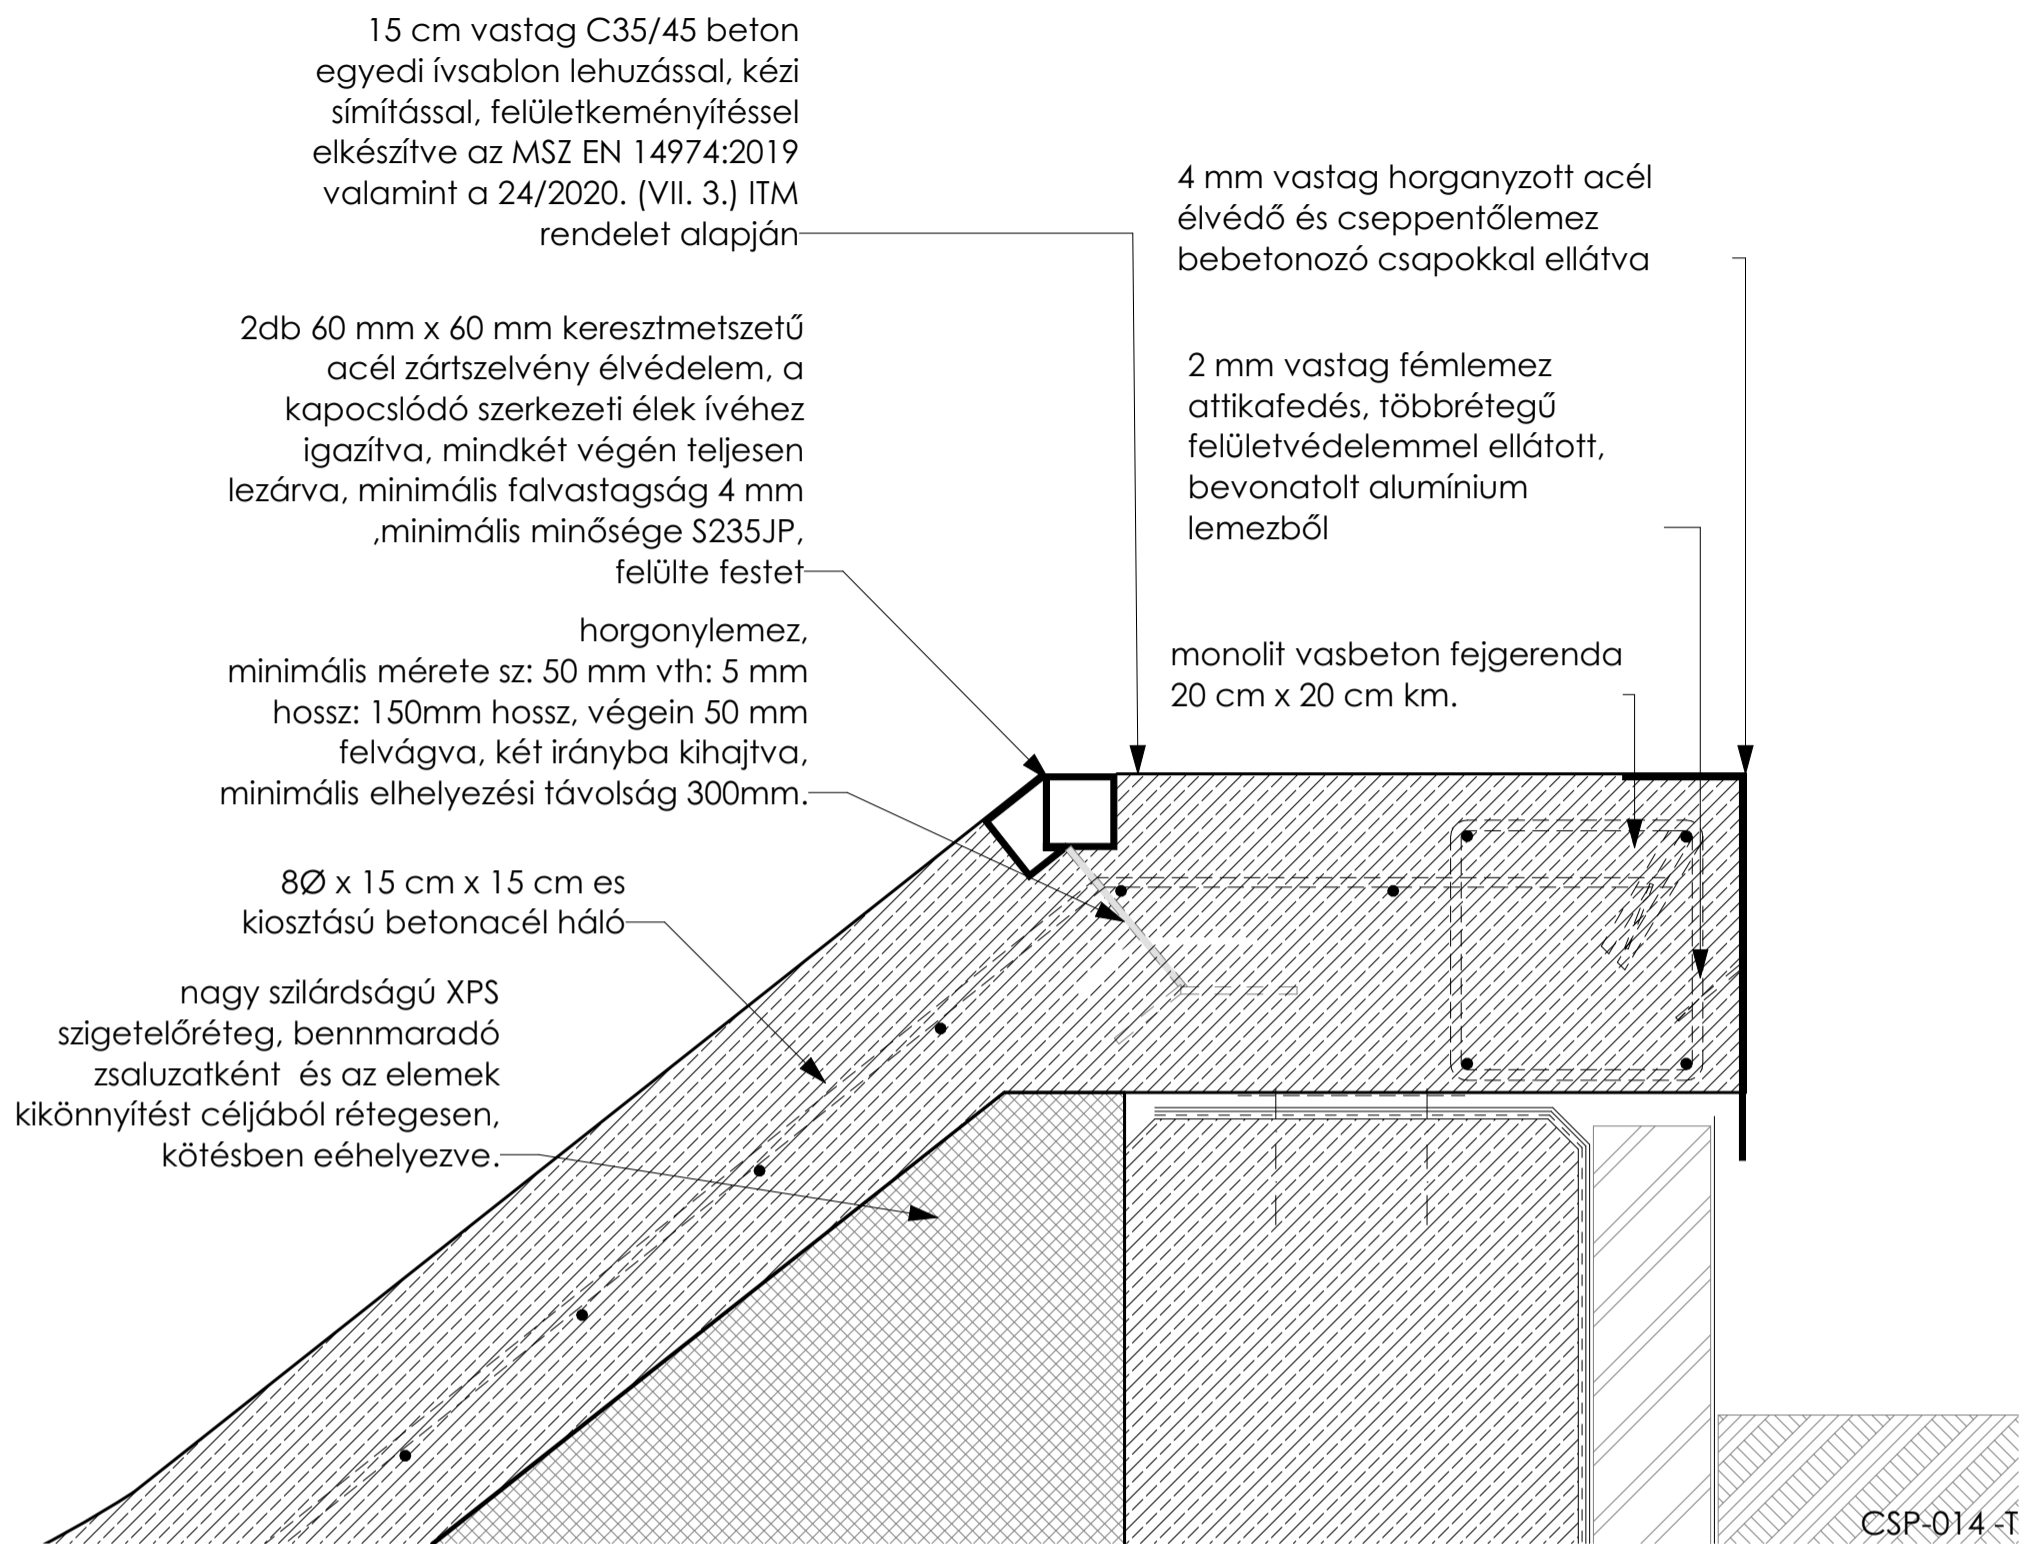 15 cm vastag C35/45 beton
egyedi ívsablon lehuzással, kézi
símítással, felületkeményítéssel
elkészítve az MSZ EN 14974:2019
valamint a 24/2020. (VII. 3.) ITM
rendelet alapján
4 mm vastag horganyzott acél
élvédő és cseppentőlemez
bebetonozó csapokkal ellátva
2db 60 mm x 60 mm keresztmetszetű
acél zártszelvény élvédelem, a
kapocslódó szerkezeti élek ívéhez
igazítva, mindkét végén teljesen
lezárva, minimális falvastagság 4 mm
,minimális minősége S235JP,
felülte festet
2 mm vastag fémlemez
attikafedés, többrétegű
felületvédelemmel ellátott,
bevonatolt alumínium
lemezből
horgonylemez,
minimális mérete sz: 50 mm vth: 5 mm
hossz: 150mm hossz, végein 50 mm
felvágva, két irányba kihajtva,
minimális elhelyezési távolság 300mm.
monolit vasbeton fejgerenda
20 cm x 20 cm km.
8Ø x 15 cm x 15 cm es
kiosztású betonacél háló
nagy szilárdságú XPS
szigetelőréteg, bennmaradó
zsaluzatként és az elemek
kikönnyítést céljából rétegesen,
kötésben eéhelyezve.
CSP-014 -T